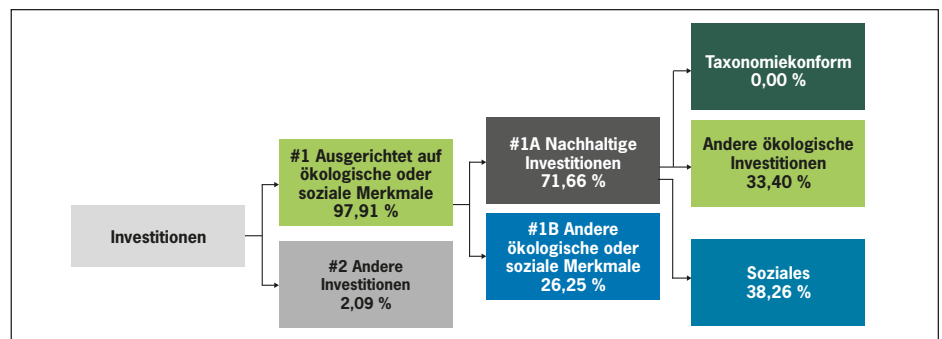 Investitionen
#1 Ausgerichtet auf
ökologische oder
soziale Merkmale
97,91 %
#2 Andere
Investitionen
2,09 %
#1A Nachhaltige
Investitionen
71,66 %
#1B Andere
ökologische oder
soziale Merkmale
26,25 %
Taxonomiekonform
0,00 %
Andere ökologische
Investitionen
33,40 %
Soziales
38,26 %